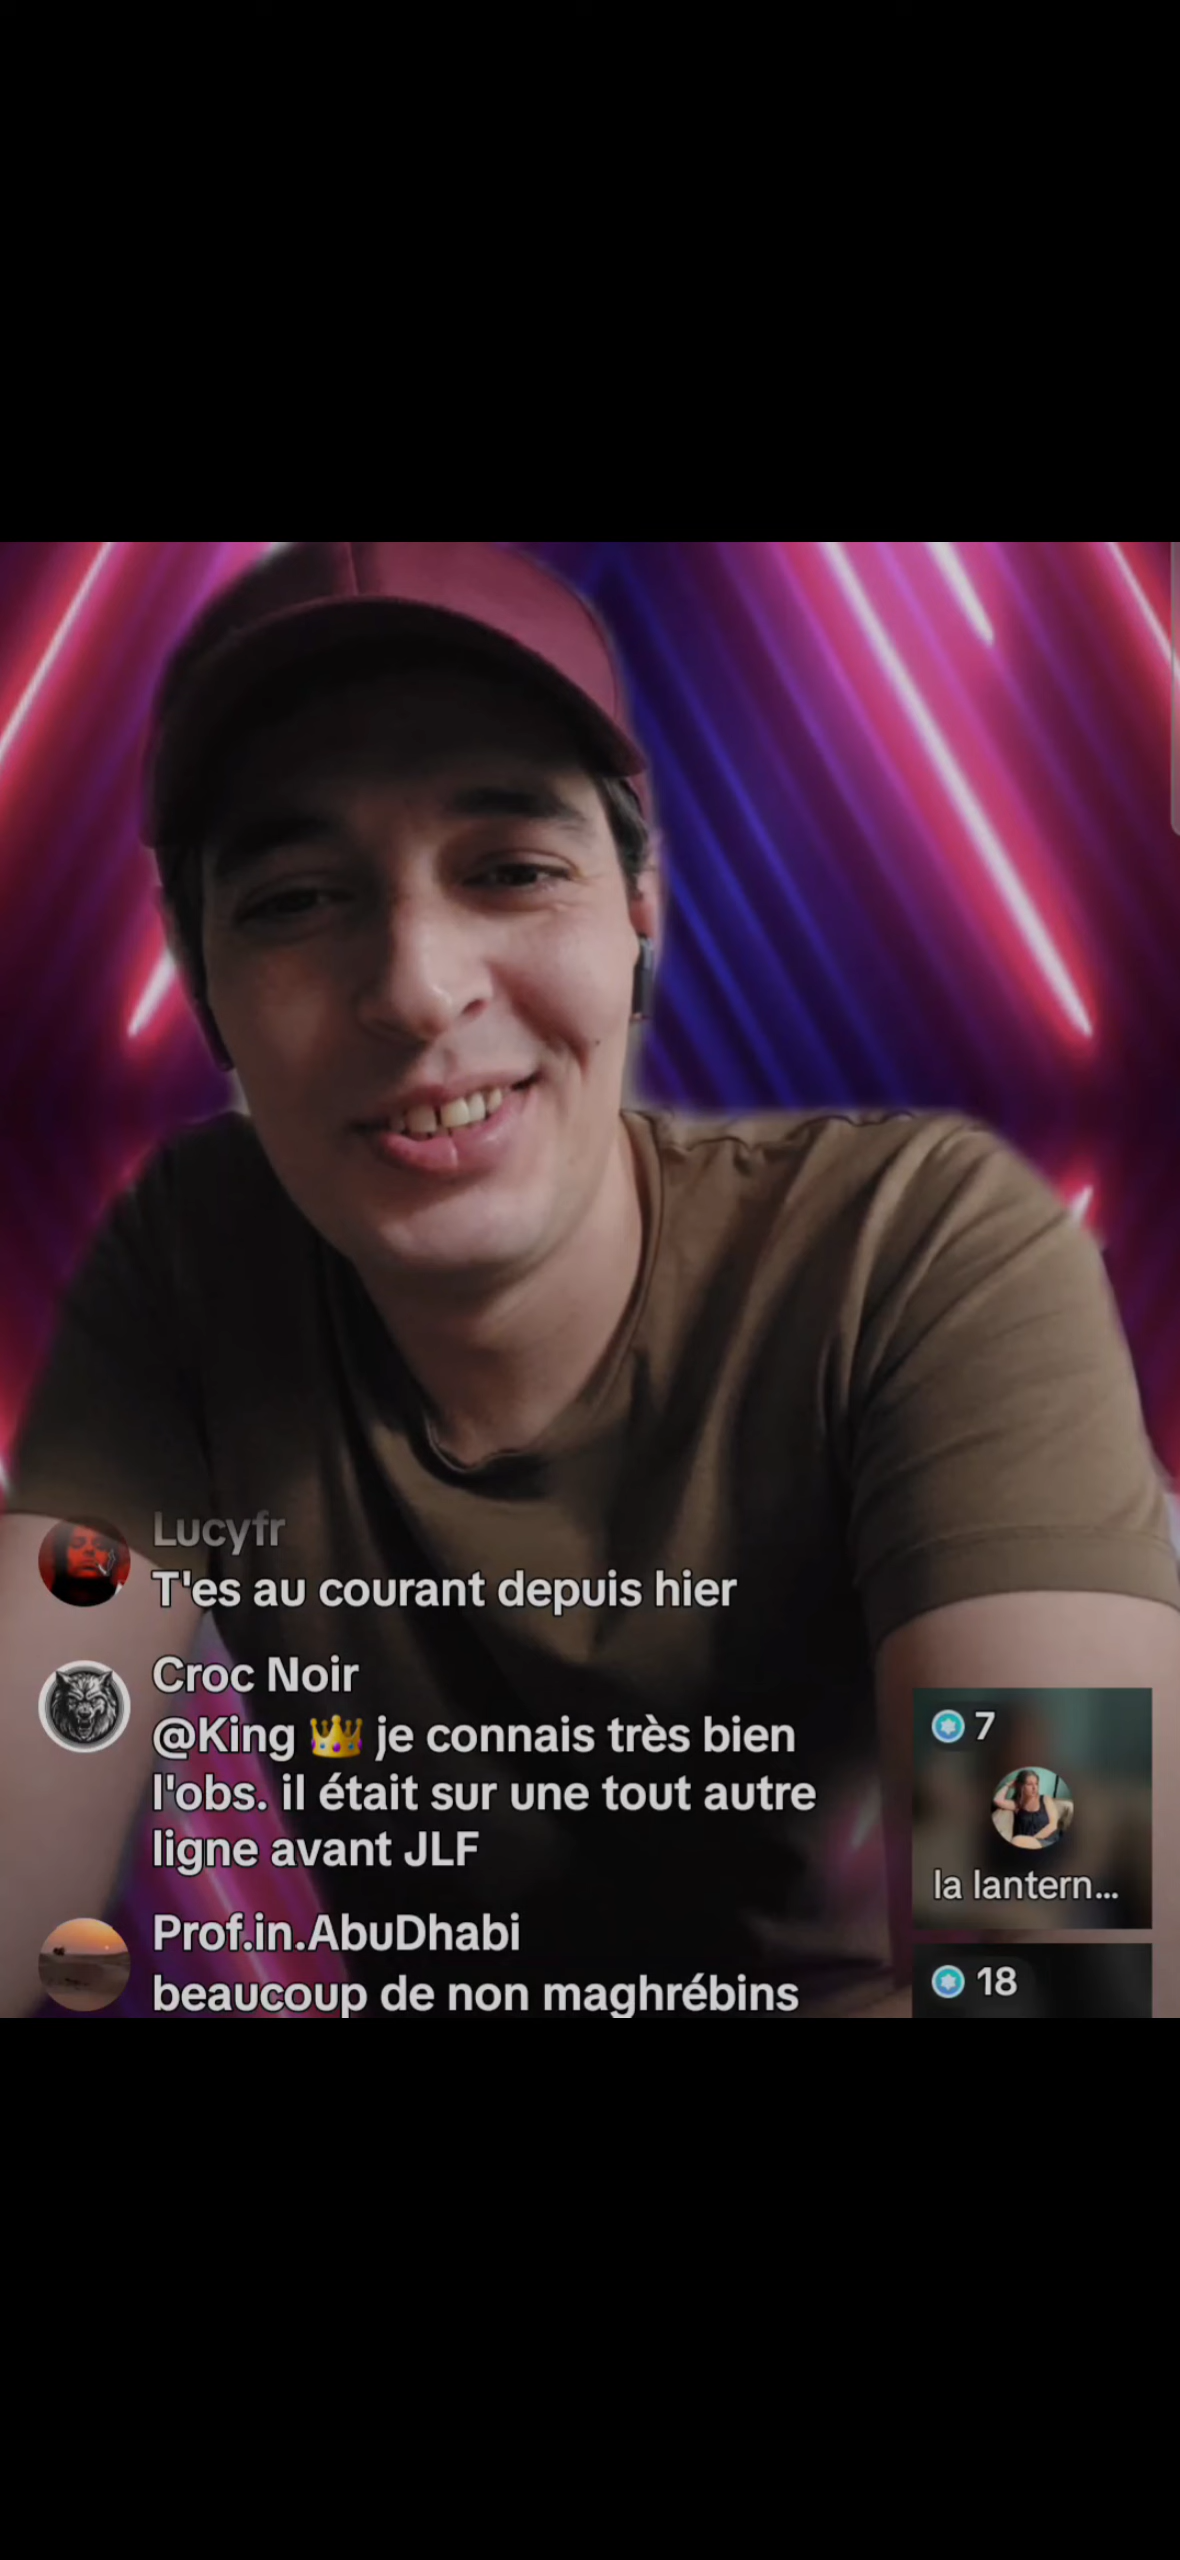 Lucyfr
T'es au courant depuis hier
Croc Noir
@King 👑 je connais très bien
l'obs. il était sur une tout autre
ligne avant JLF
Prof.in.AbuDhabi
beaucoup de non maghrébins
7
la lantern...
18